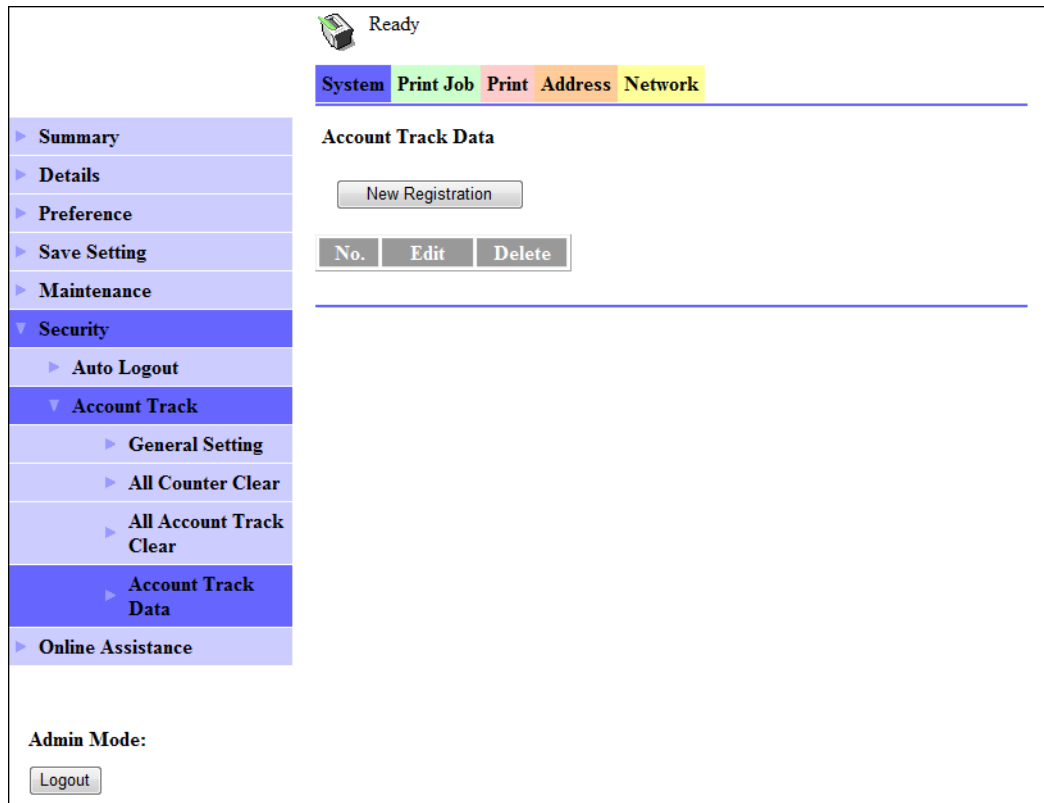 Ready
System Print Job Print Address Network
Summary
Details
Preference
Save Setting
Maintenance
Security
Auto Logout
Account Track
General Setting
All Counter Clear
All Account Track
Clear
Account Track
Data
Online Assistance
Admin Mode:
Logout
Account Track Data
New Registration
No. Edit Delete